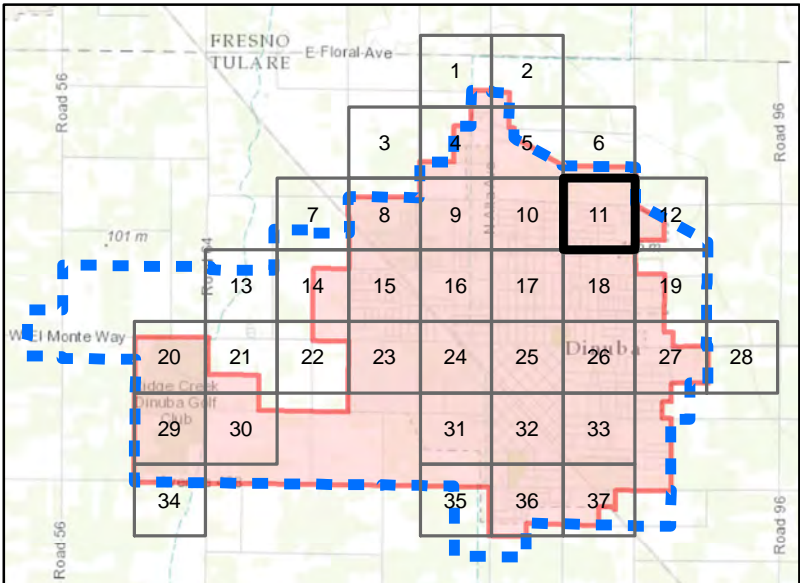 FRESNO
TULARE
E Floral Ave
1
2
Road 56
Road 96
3
4
5
6
7
8
9
10
11
12
101 m
13
14
15
16
17
18
19
W El Monte Way
20
21
22
23
24
25
26
27
28
Dinuba
Ridge Creek
Dinuba Golf
Club
29
30
31
32
33
34
35
36
37
Road 56
Road 96